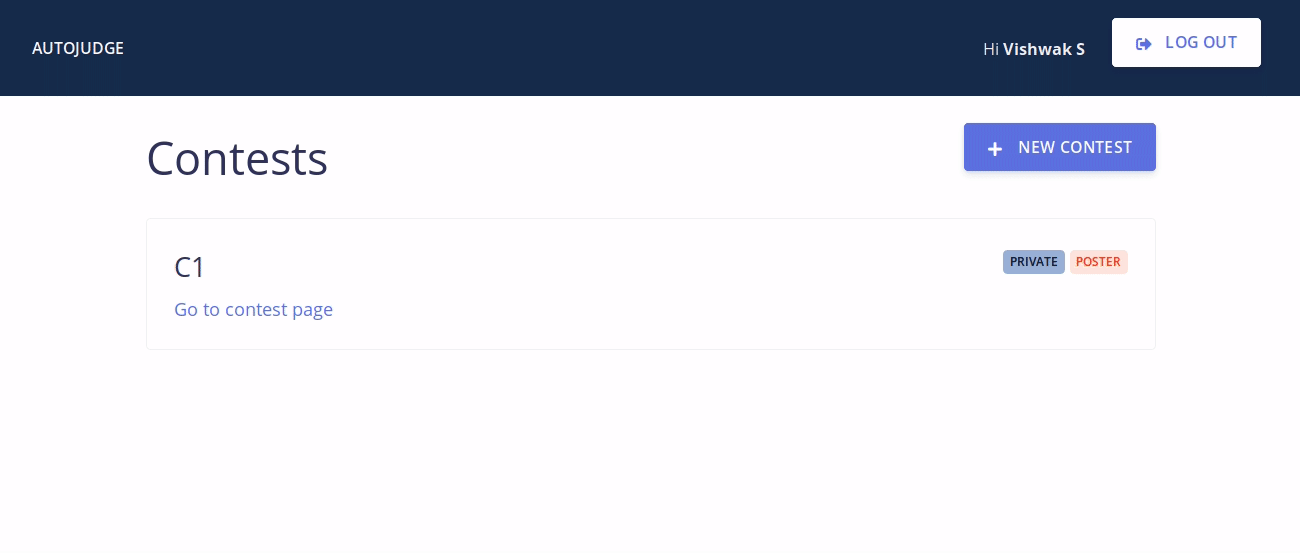 AUTOJUDGE
Hi Vishwak S
LOG OUT
Contests
NEW CONTEST
C1
PRIVATE POSTER
Go to contest page